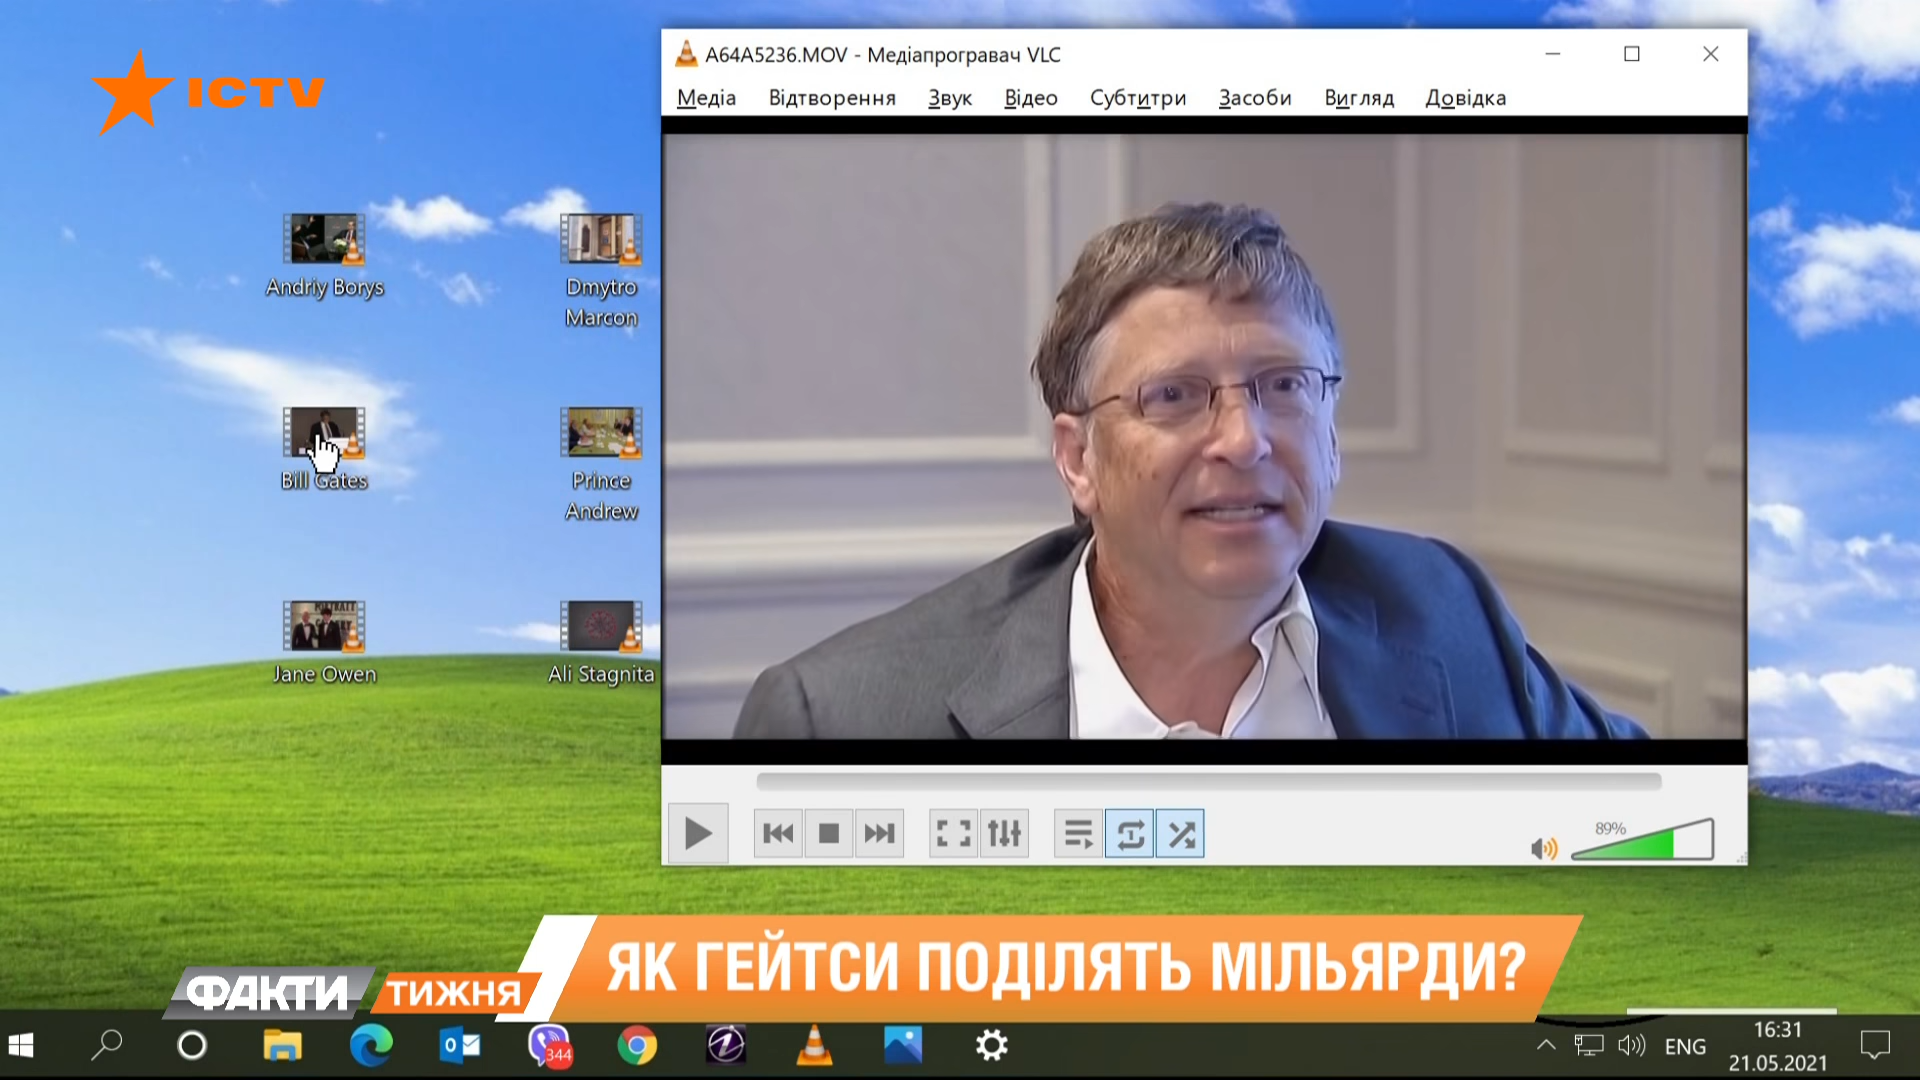 ICTV
A64A5236.MOV - Медіапрогравач VLC
Медіа Відтворення Звук Відео Субтитри Засоби Вигляд Довідка
Andriy Borys
Dmytro
Marcon
Bill Gates
Prince
Andrew
Jane Owen
Ali Stagnita
89%
ЯК ГЕЙТСИ ПОДІЛЯТЬ МІЛЬЯРДИ?
ФАКТИ ТИЖНЯ
344
ENG
16:31
21.05.2021